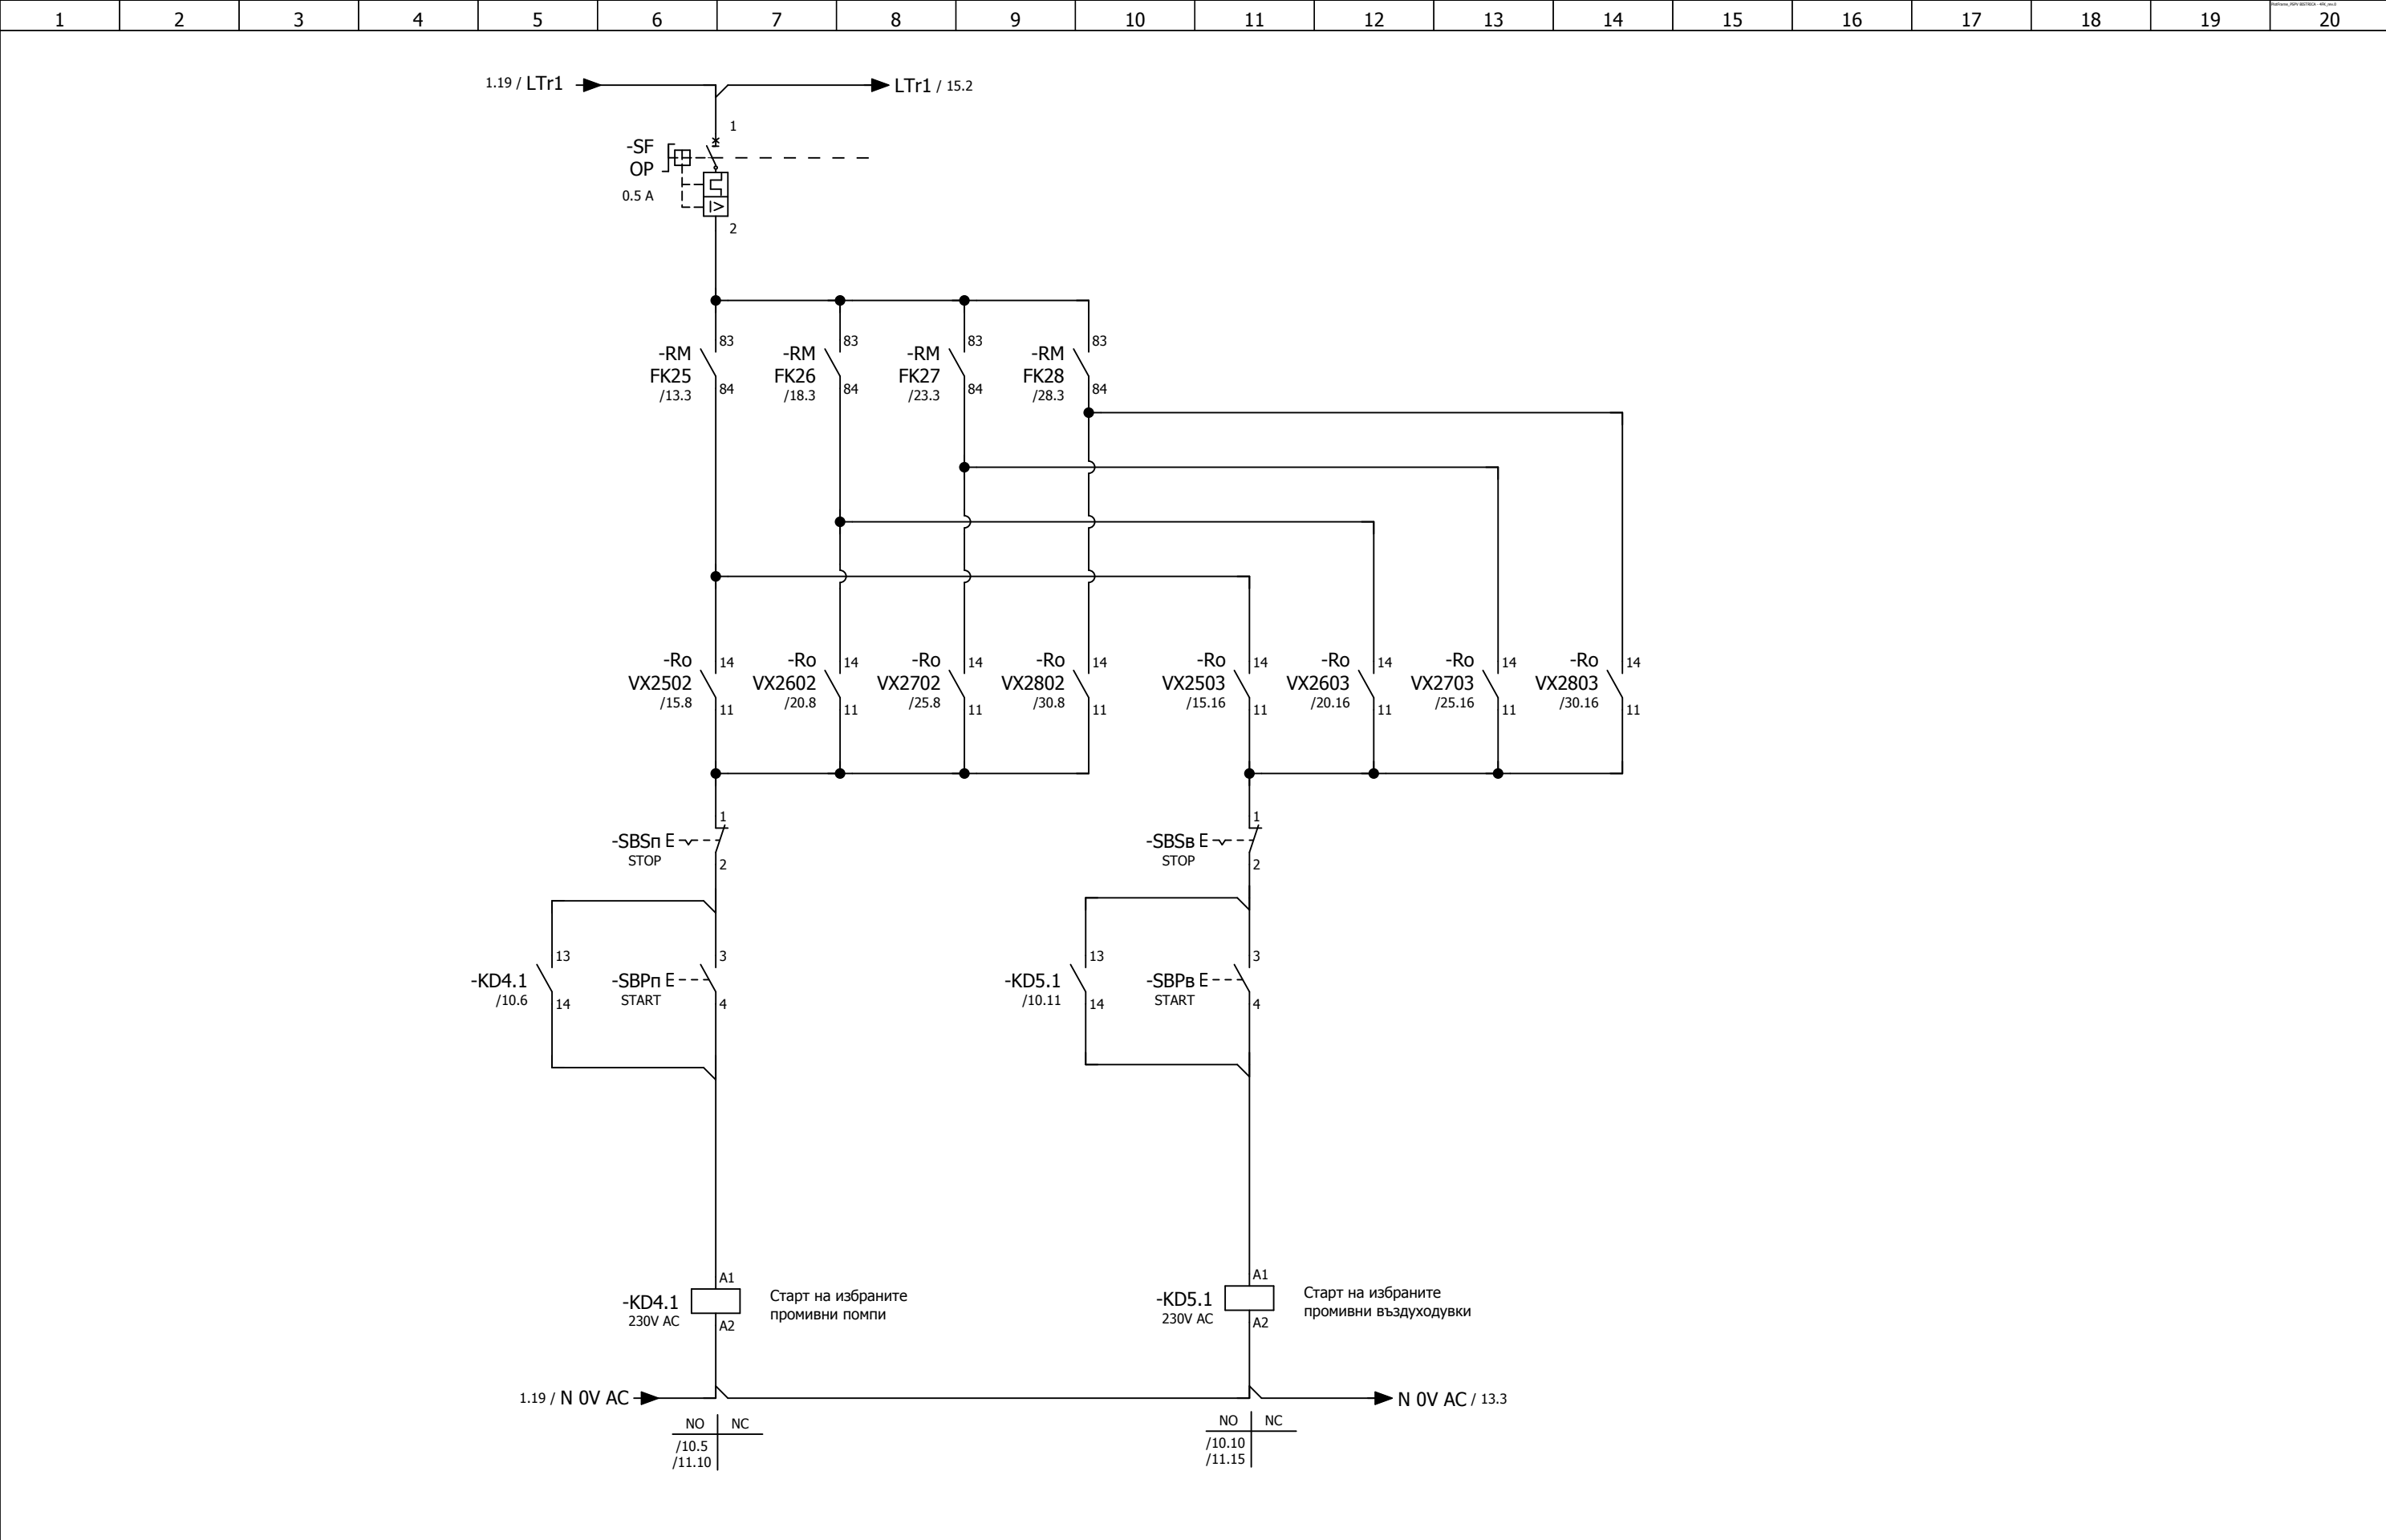 1 2 3 4 5 6 7 8 9 10 11 12 13 14 15 16 17 18 19 20
1.19 / LTr1
LTr1 / 15.2
1
-SF
OP
0.5 A
2
83 83 83 83
-RM -RM -RM -RM
FK25 FK26 FK27 FK28
/13.3 /18.3 /23.3 /28.3
84 84 84 84
-Ro -Ro -Ro -Ro -Ro -Ro -Ro -Ro
14 14 14 14 14 14 14 14
VX2502 VX2602 VX2702 VX2802 VX2503 VX2603 VX2703 VX2803
/15.8 /20.8 /25.8 /30.8 /15.16 /20.16 /25.16 /30.16
11 11 11 11 11 11 11 11
1 1
-SBSп E -SBSв E
STOP STOP
2 2
13 3 13 3
-KD4.1 -SBPп E -KD5.1 -SBPв E
/10.6 START /10.11 START
14 4 14 4
A1 A1
-KD4.1 Старт на избраните -KD5.1 Старт на избраните
230V AC промивни помпи 230V AC промивни въздуходувки
A2 A2
1.19 / N 0V AC N 0V AC / 13.3
NO NC NO NC
/10.5 /10.10
/11.10 /11.15